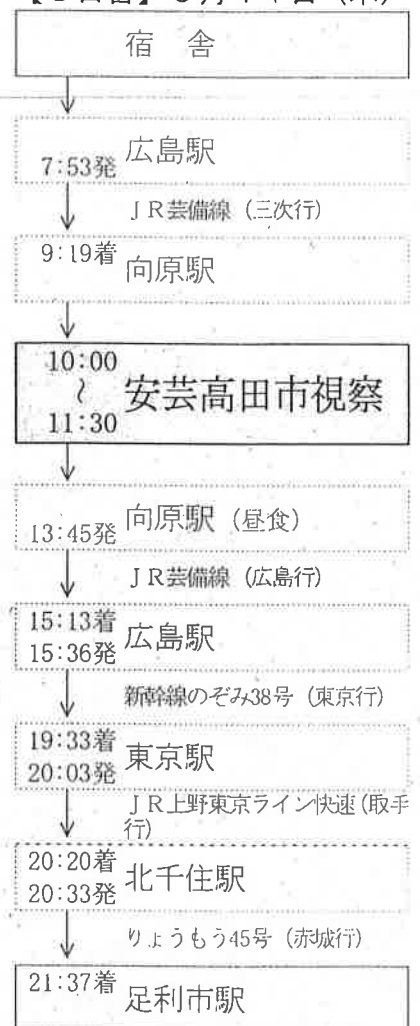 宿 舎
7:53発 広島駅
JR芸備線 (三次行)
9:19着 向原駅
10:00
~
11:30
安芸高田市視察
13:45発 向原駅 (昼食)
JR芸備線 (広島行)
15:13着
15:36発
広島駅
新幹線のぞみ38号 (東京行)
19:33着
20:03発
東京駅
JR上野東京ライン快速(取手
行)
20:20着
20:33発
北千住駅
りょうもう45号 (赤城行)
21:37着 足利市駅